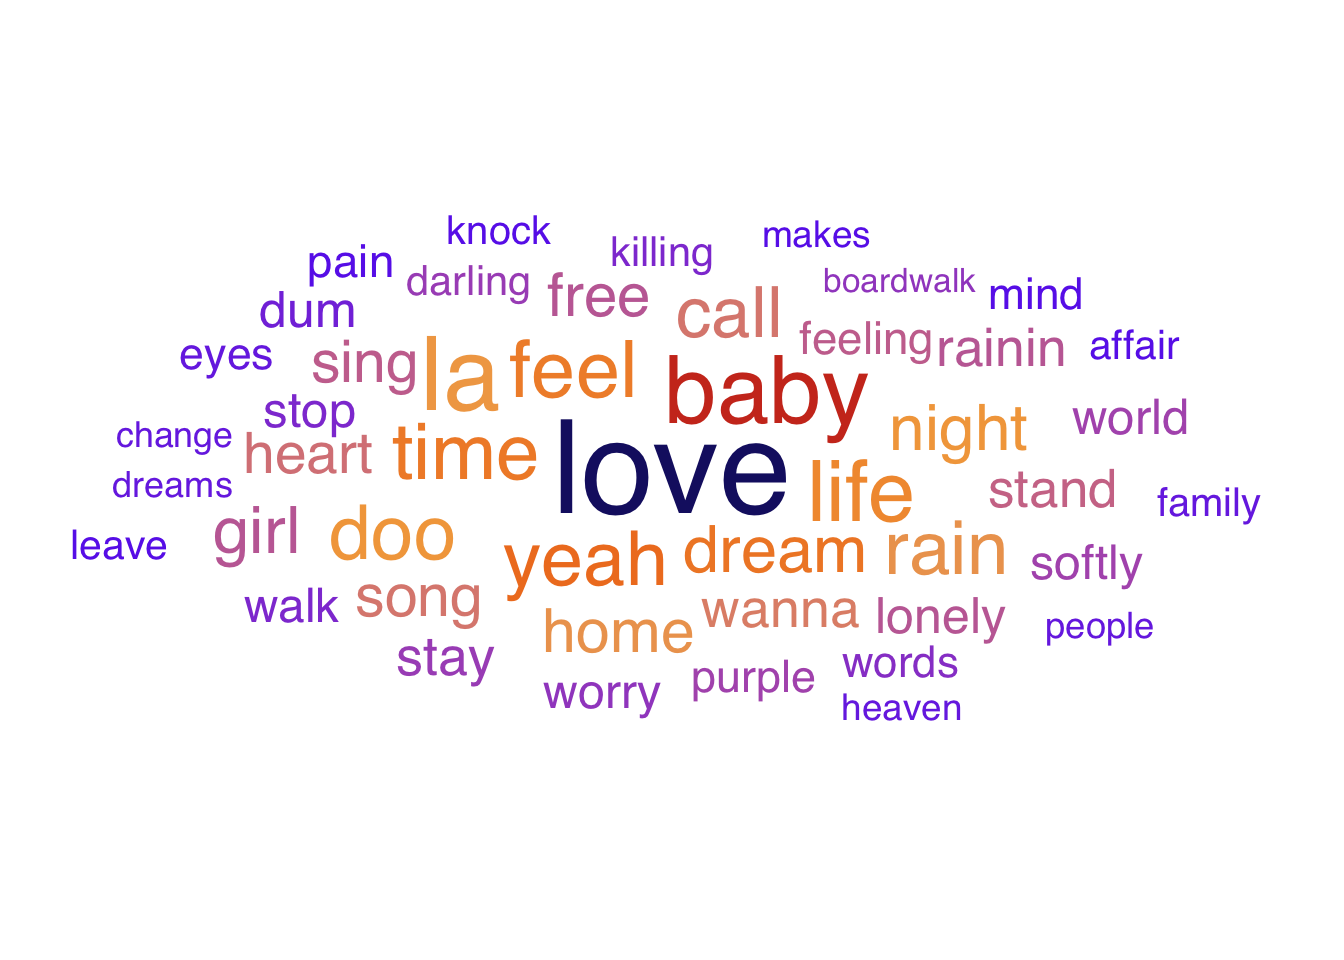 knock
killing
makes
pain
darling
free
call
boardwalk
mind
dum
eyes
sing
la
feel
baby
feeling
rainin
affair
stop
change
heart
time
love
night
world
dreams
life
stand
family
leave
girl
doo
yeah
dream
rain
softly
walk
song
home
wanna
lonely
people
stay
worry
purple
words
heaven